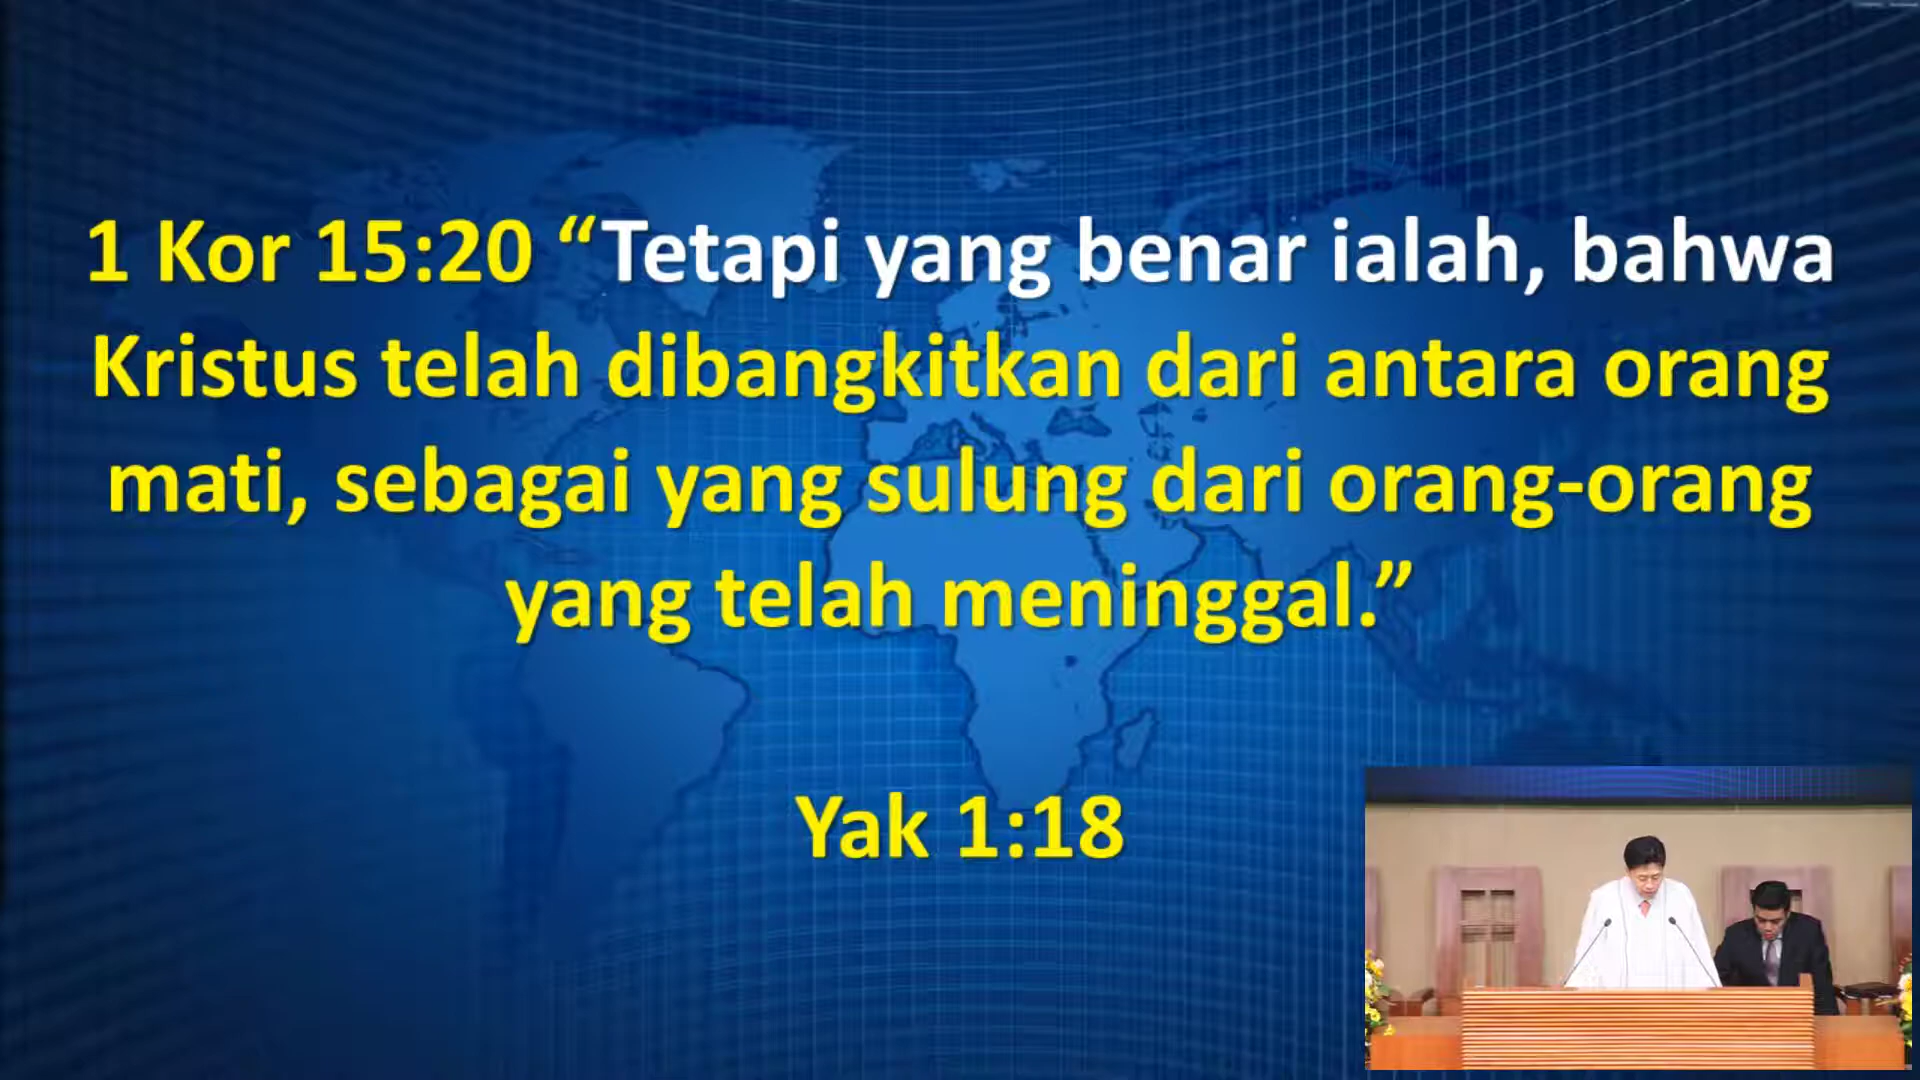 1 Kor 15:20 “Tetapi yang benar ialah, bahwa
Kristus telah dibangkitkan dari antara orang
mati, sebagai yang sulung dari orang-orang
yang telah meninggal.”
Yak 1:18